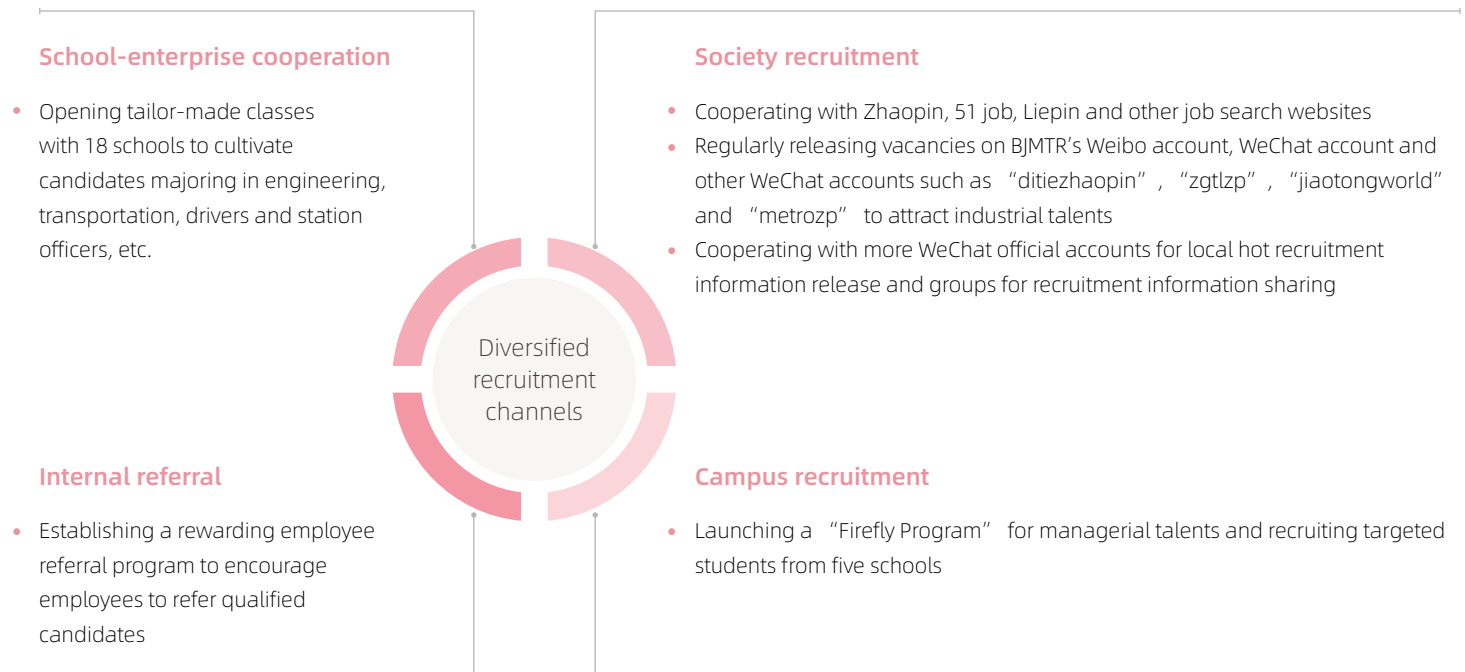 School-enterprise cooperation
Opening tailor-made classes
with 18 schools to cultivate
candidates majoring in engineering,
transportation, drivers and station
officers, etc.
Society recruitment
Cooperating with Zhaopin, 51 job, Liepin and other job search websites
Regularly releasing vacancies on BJMTR’s Weibo account, WeChat account and
other WeChat accounts such as “ditiezhaopin”, “zgtlzp”, “jiaotongworld”
and “metrozp” to attract industrial talents
Cooperating with more WeChat official accounts for local hot recruitment
information release and groups for recruitment information sharing
Diversified
recruitment
channels
Internal referral
Establishing a rewarding employee
referral program to encourage
employees to refer qualified
candidates
Campus recruitment
Launching a “Firefly Program” for managerial talents and recruiting targeted
students from five schools